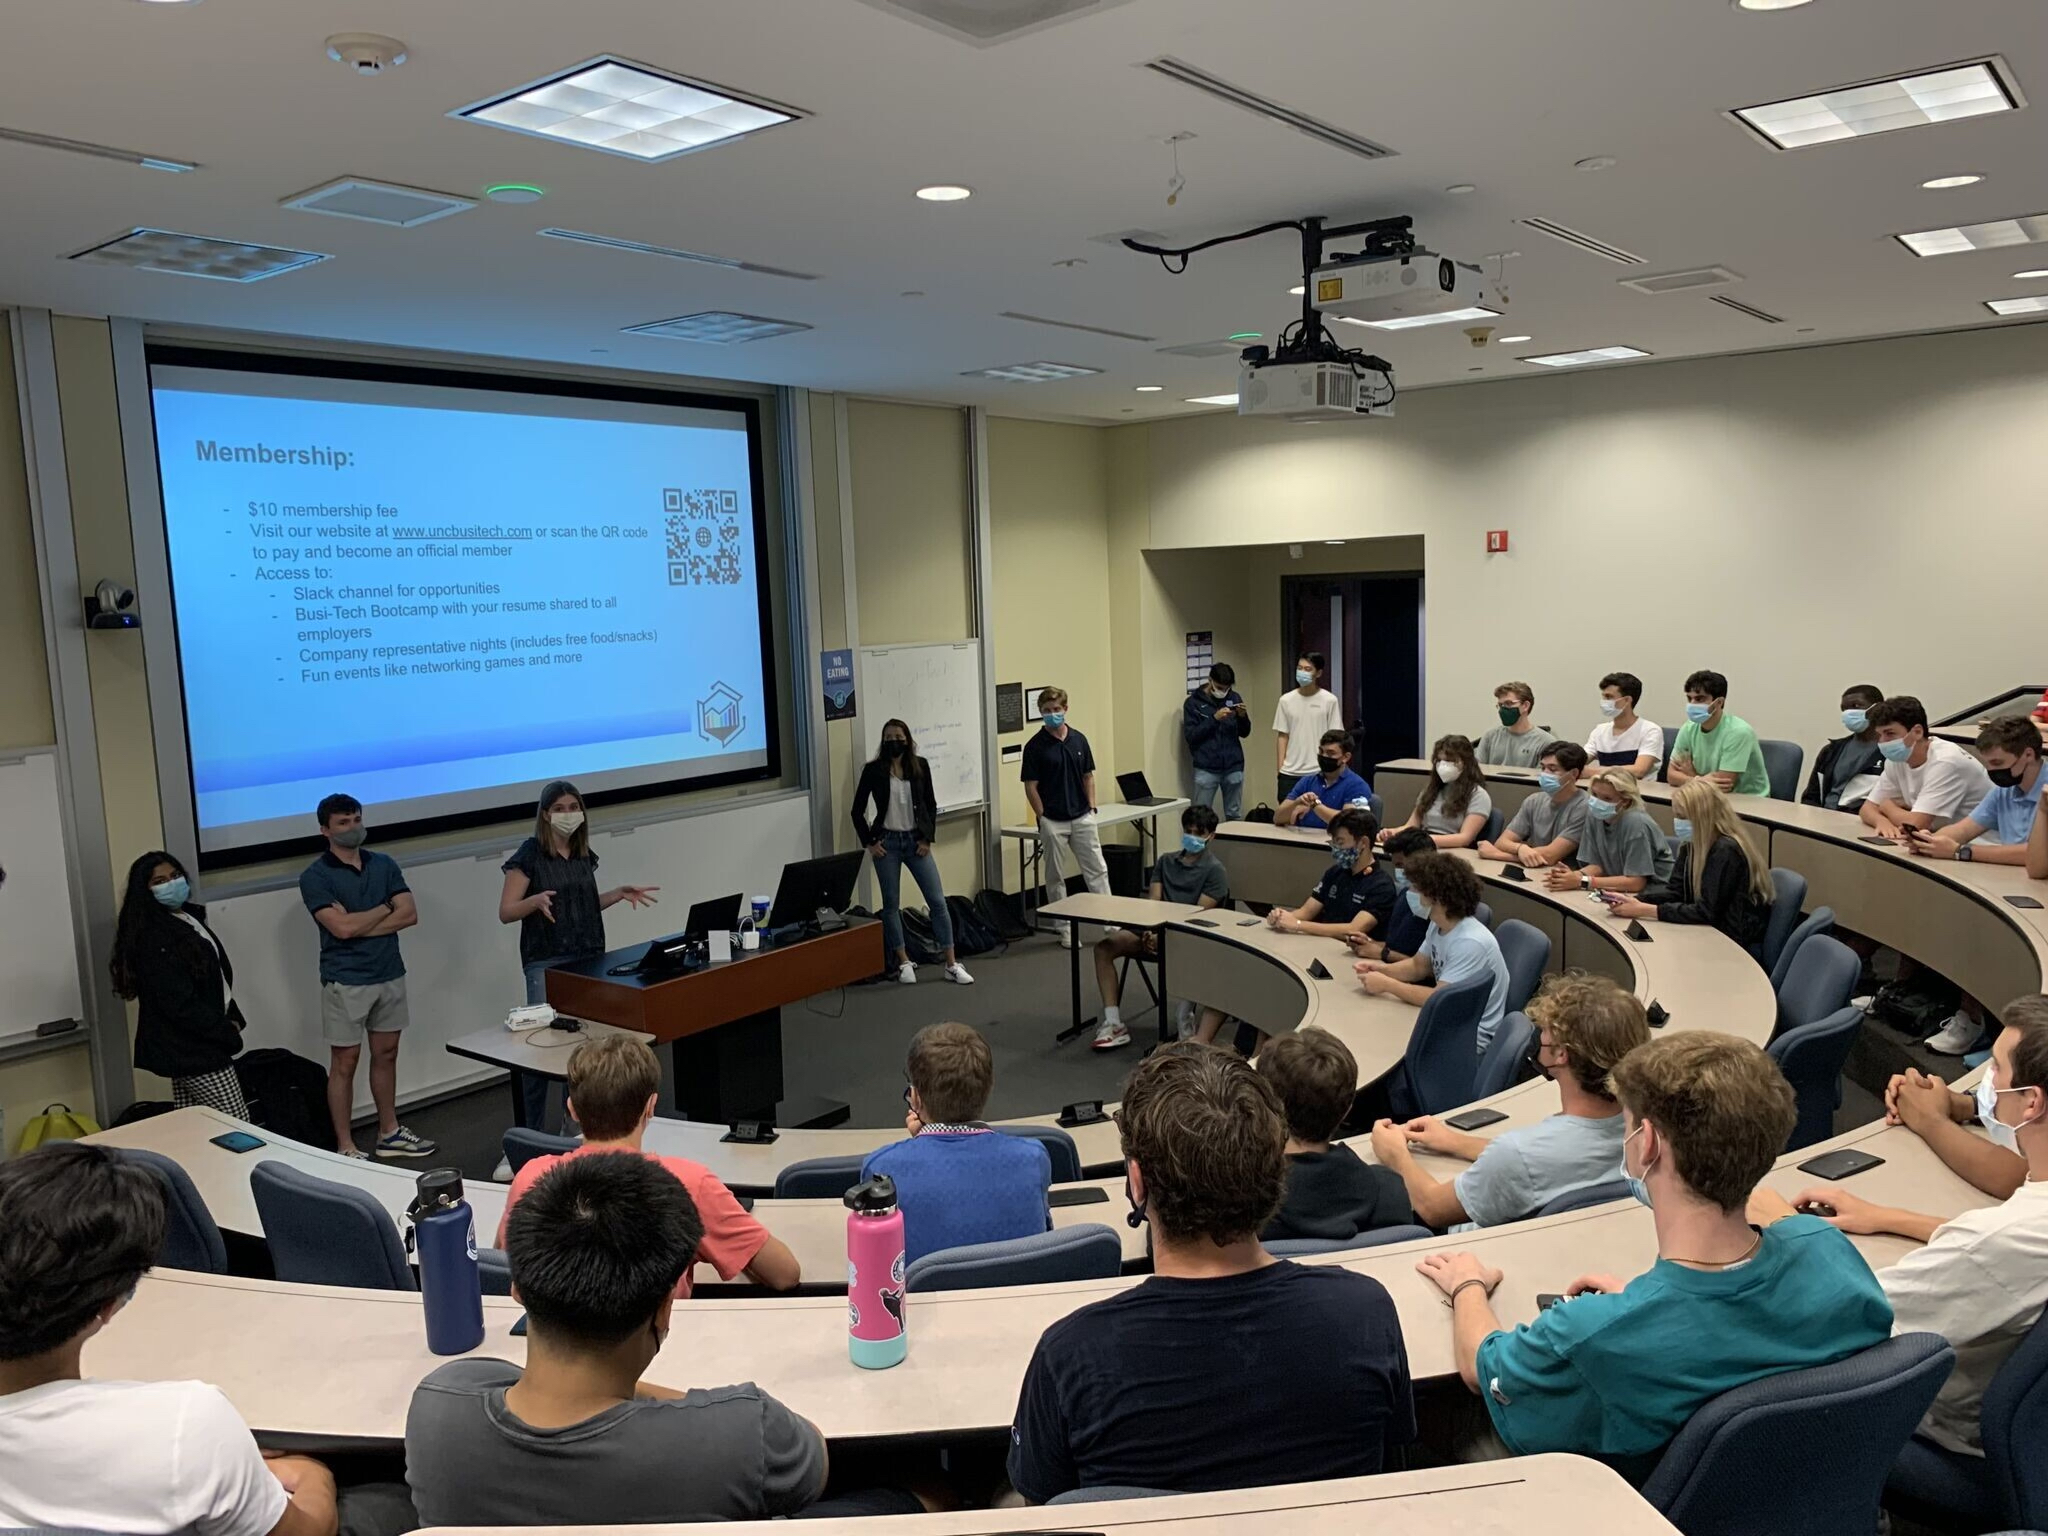 Membership:
- $10 membership fee
- Visit our website at www.uncbusitech.com or scan the QR code
to pay and become an official member
- Access to:
- Slack channel for opportunities
- Busi-Tech Bootcamp with your resume shared to all
employers
- Company representative nights (includes free food/snacks)
- Fun events like networking games and more
NO
EATING